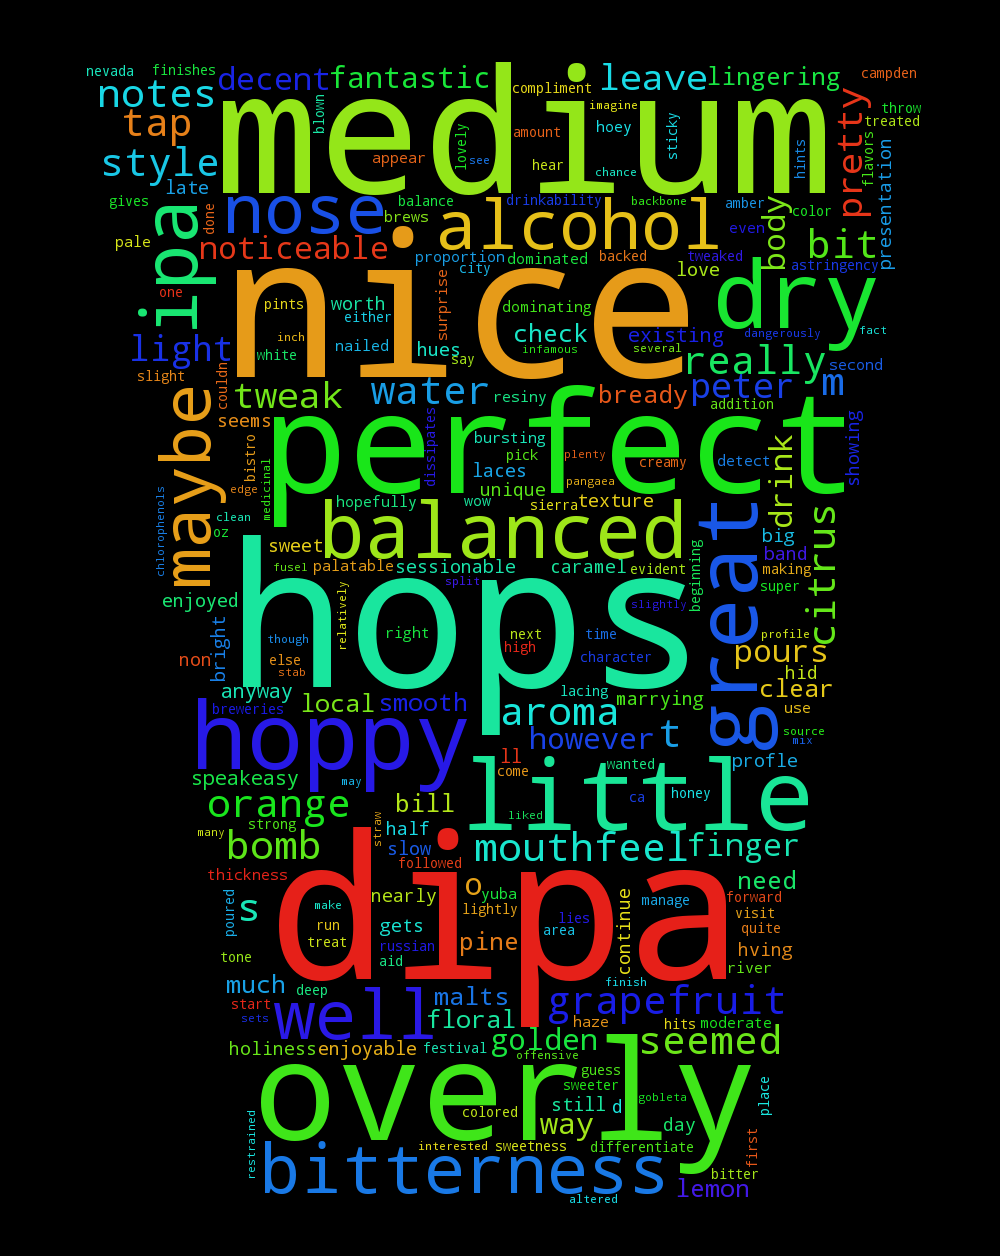 nevada finishes decent fantastic compliment leave lingering campden
notes medium imagine pretty throw
tap blown amount hoey sticky treated
style appear lovely see hear chance hints flavors presentation
late nose balance drinkability backbone amber
gives done brews alcohol body color
pale ipa noticeable proportion dominated backed even tweaked bit
city love astringency
one nice surprise dry
pints worth either dominating check existing dangerously fact
light inch nailed hues infamous several
white say really second
slight couldn water bready peter m
tweak resiny addition
maybe seems perfect showing
bistro dissipates bursting pick plenty creamy detect drink
edge medicinal laces unique pangaea
chlorophenols clean hopefully wow sierra texture great citrus
oz balanced big
sweet band
fusel palatable sessionable caramel evident beginning making
split super
enjoyed hops relatively slightly
bright though right next time profile
non else high character pours
stab hid
anyway lacing clear
breweries local smooth marrying use
hoppy aroma source
however t mix
ll wanted profle
speakeasy may come little
orange bill ca honey
many strong straw half liked
bomb slow mouthfeel finger
thickness followed
dipa need
poured s make nearly o yuba manage forward
run lightly lies visit
treat gets area continue quite
tone russian pine hving
aid river
much deep malts finish
start grapefruit
sets well floral haze hits moderate
holiness enjoyable festival golden seemed
offensive
overly guess
sweeter
restrained colored still d gobleta place
way day
interested sweetness differentiate first
bitterness bitter
altered lemon